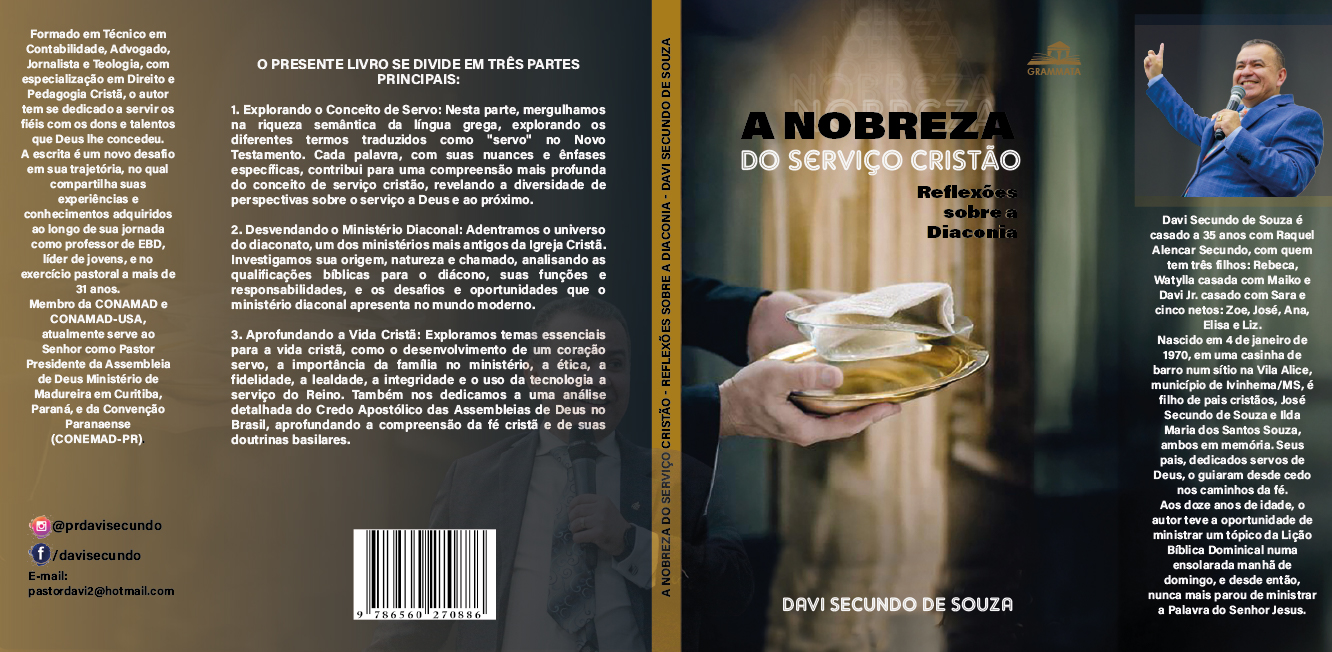 Formado em Técnico em
Contabilidade, Advogado,
Jornalista e Teologia, com
especialização em Direito e
Pedagogia Cristã, o autor
tem se dedicado a servir os
fiéis com os dons e talentos
que Deus lhe concedeu.
A escrita é um novo desafio
em sua trajetória, no qual
compartilha suas
experiências e
conhecimentos adquiridos
ao longo de sua jornada
como professor de EBD,
líder de jovens, e no
exercício pastoral a mais de
31 anos.
Membro da CONAMAD e
CONAMAD-USA,
atualmente serve ao
Senhor como Pastor
Presidente da Assembleia
de Deus Ministério de
Madureira em Curitiba,
Paraná, e da Convenção
Paranaense
(CONEMAD-PR).
@prdavisecundo
/davisecundo
E-mail:
pastordavi2@hotmail.com
O PRESENTE LIVRO SE DIVIDE EM TRÊS PARTES
PRINCIPAIS:
1. Explorando o Conceito de Servo: Nesta parte, mergulhamos
na riqueza semântica da língua grega, explorando os
diferentes termos traduzidos como "servo" no Novo
Testamento. Cada palavra, com suas nuances e ênfases
específicas, contribui para uma compreensão mais profunda
do conceito de serviço cristão, revelando a diversidade de
perspectivas sobre o serviço a Deus e ao próximo.
2. Desvendando o Ministério Diaconal: Adentramos o universo
do diaconato, um dos ministérios mais antigos da Igreja Cristã.
Investigamos sua origem, natureza e chamado, analisando as
qualificações bíblicas para o diácono, suas funções e
responsabilidades, e os desafios e oportunidades que o
ministério diaconal apresenta no mundo moderno.
3. Aprofundando a Vida Cristã: Exploramos temas essenciais
para a vida cristã, como o desenvolvimento de um coração
servo, a importância da família no ministério, a ética, a
fidelidade, a lealdade, a integridade e o uso da tecnologia a
serviço do Reino. Também nos dedicamos a uma análise
detalhada do Credo Apostólico das Assembleias de Deus no
Brasil, aprofundando a compreensão da fé cristã e de suas
doutrinas basilares.
9 786560 270886
A NOBREZA DO SERVIÇO CRISTÃO - REFLEXÕES SOBRE A DIACONIA - DAVI SECUNDO DE SOUZA
NOBREZA
NOBREZA
NOBREZA
GRAMMATA
A NOBREZA
DO SERVIÇO CRISTÃO
Reflexões
sobre a
Diaconia
DAVI SECUNDO DE SOUZA
Davi Secundo de Souza é
casado a 35 anos com Raquel
Alencar Secundo, com quem
tem três filhos: Rebeca,
Watylla casada com Maiko e
Davi Jr. casado com Sara e
cinco netos: Zoe, José, Ana,
Elisa e Liz.
Nascido em 4 de janeiro de
1970, em uma casinha de
barro num sítio na Vila Alice,
município de Ivinhema/MS, é
filho de pais cristãos, José
Secundo de Souza e Ilda
Maria dos Santos Souza,
ambos em memória. Seus
pais, dedicados servos de
Deus, o guiaram desde cedo
nos caminhos da fé.
Aos doze anos de idade, o
autor teve a oportunidade de
ministrar um tópico da Lição
Bíblica Dominical numa
ensolarada manhã de
domingo, e desde então,
nunca mais parou de ministrar
a Palavra do Senhor Jesus.